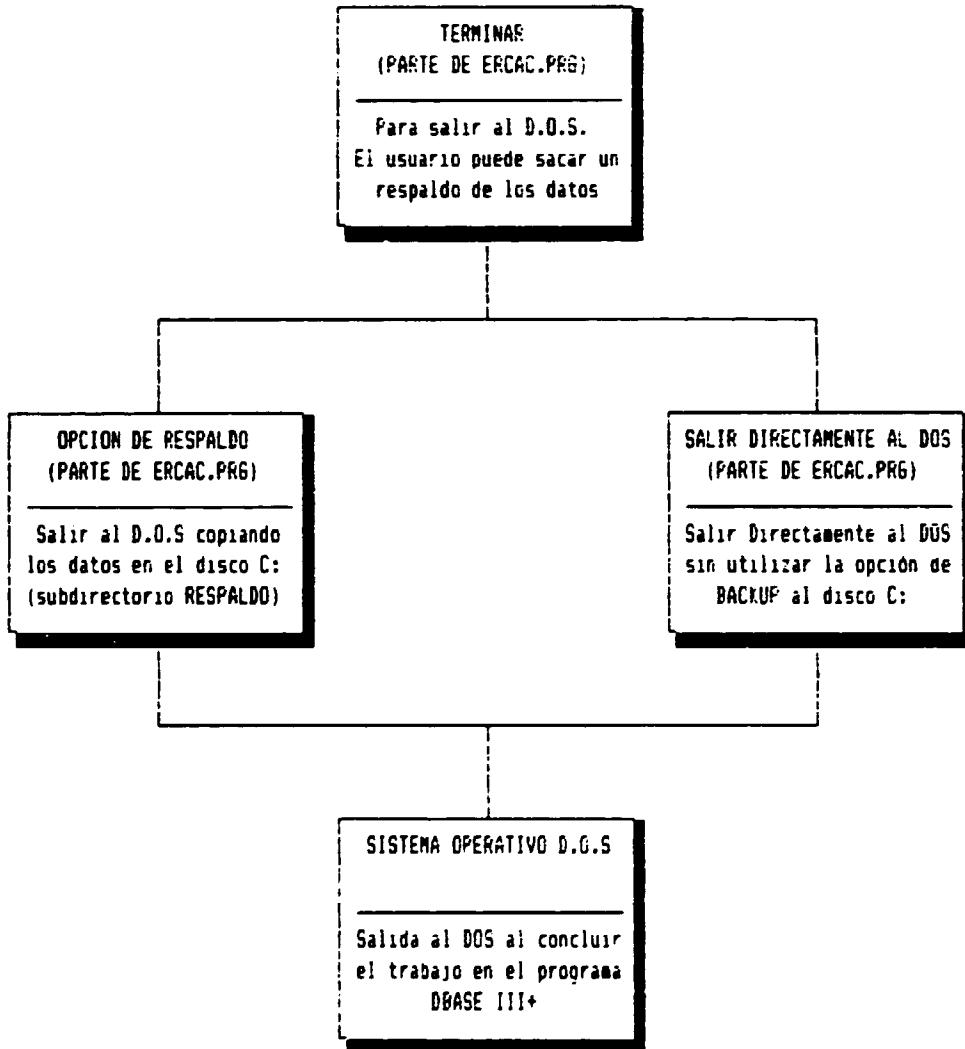 TERMINAR
(PARTE DE ERCAC.PRG)
Para salir al D.O.S.
El usuario puede sacar un
respaldo de los datos
OPCION DE RESPALDO
(PARTE DE ERCAC.PRG)
Salir al D.O.S copiando
los datos en el disco C:
(subdirectorio RESPALDO)
SALIR DIRECTAMENTE AL DOS
(PARTE DE ERCAC.PRG)
Salir Directamente al DOS
sin utilizar la opción de
BACKUP al disco C:
SISTEMA OPERATIVO D.O.S
Salida al DOS al concluir
el trabajo en el programa
DBASE III+